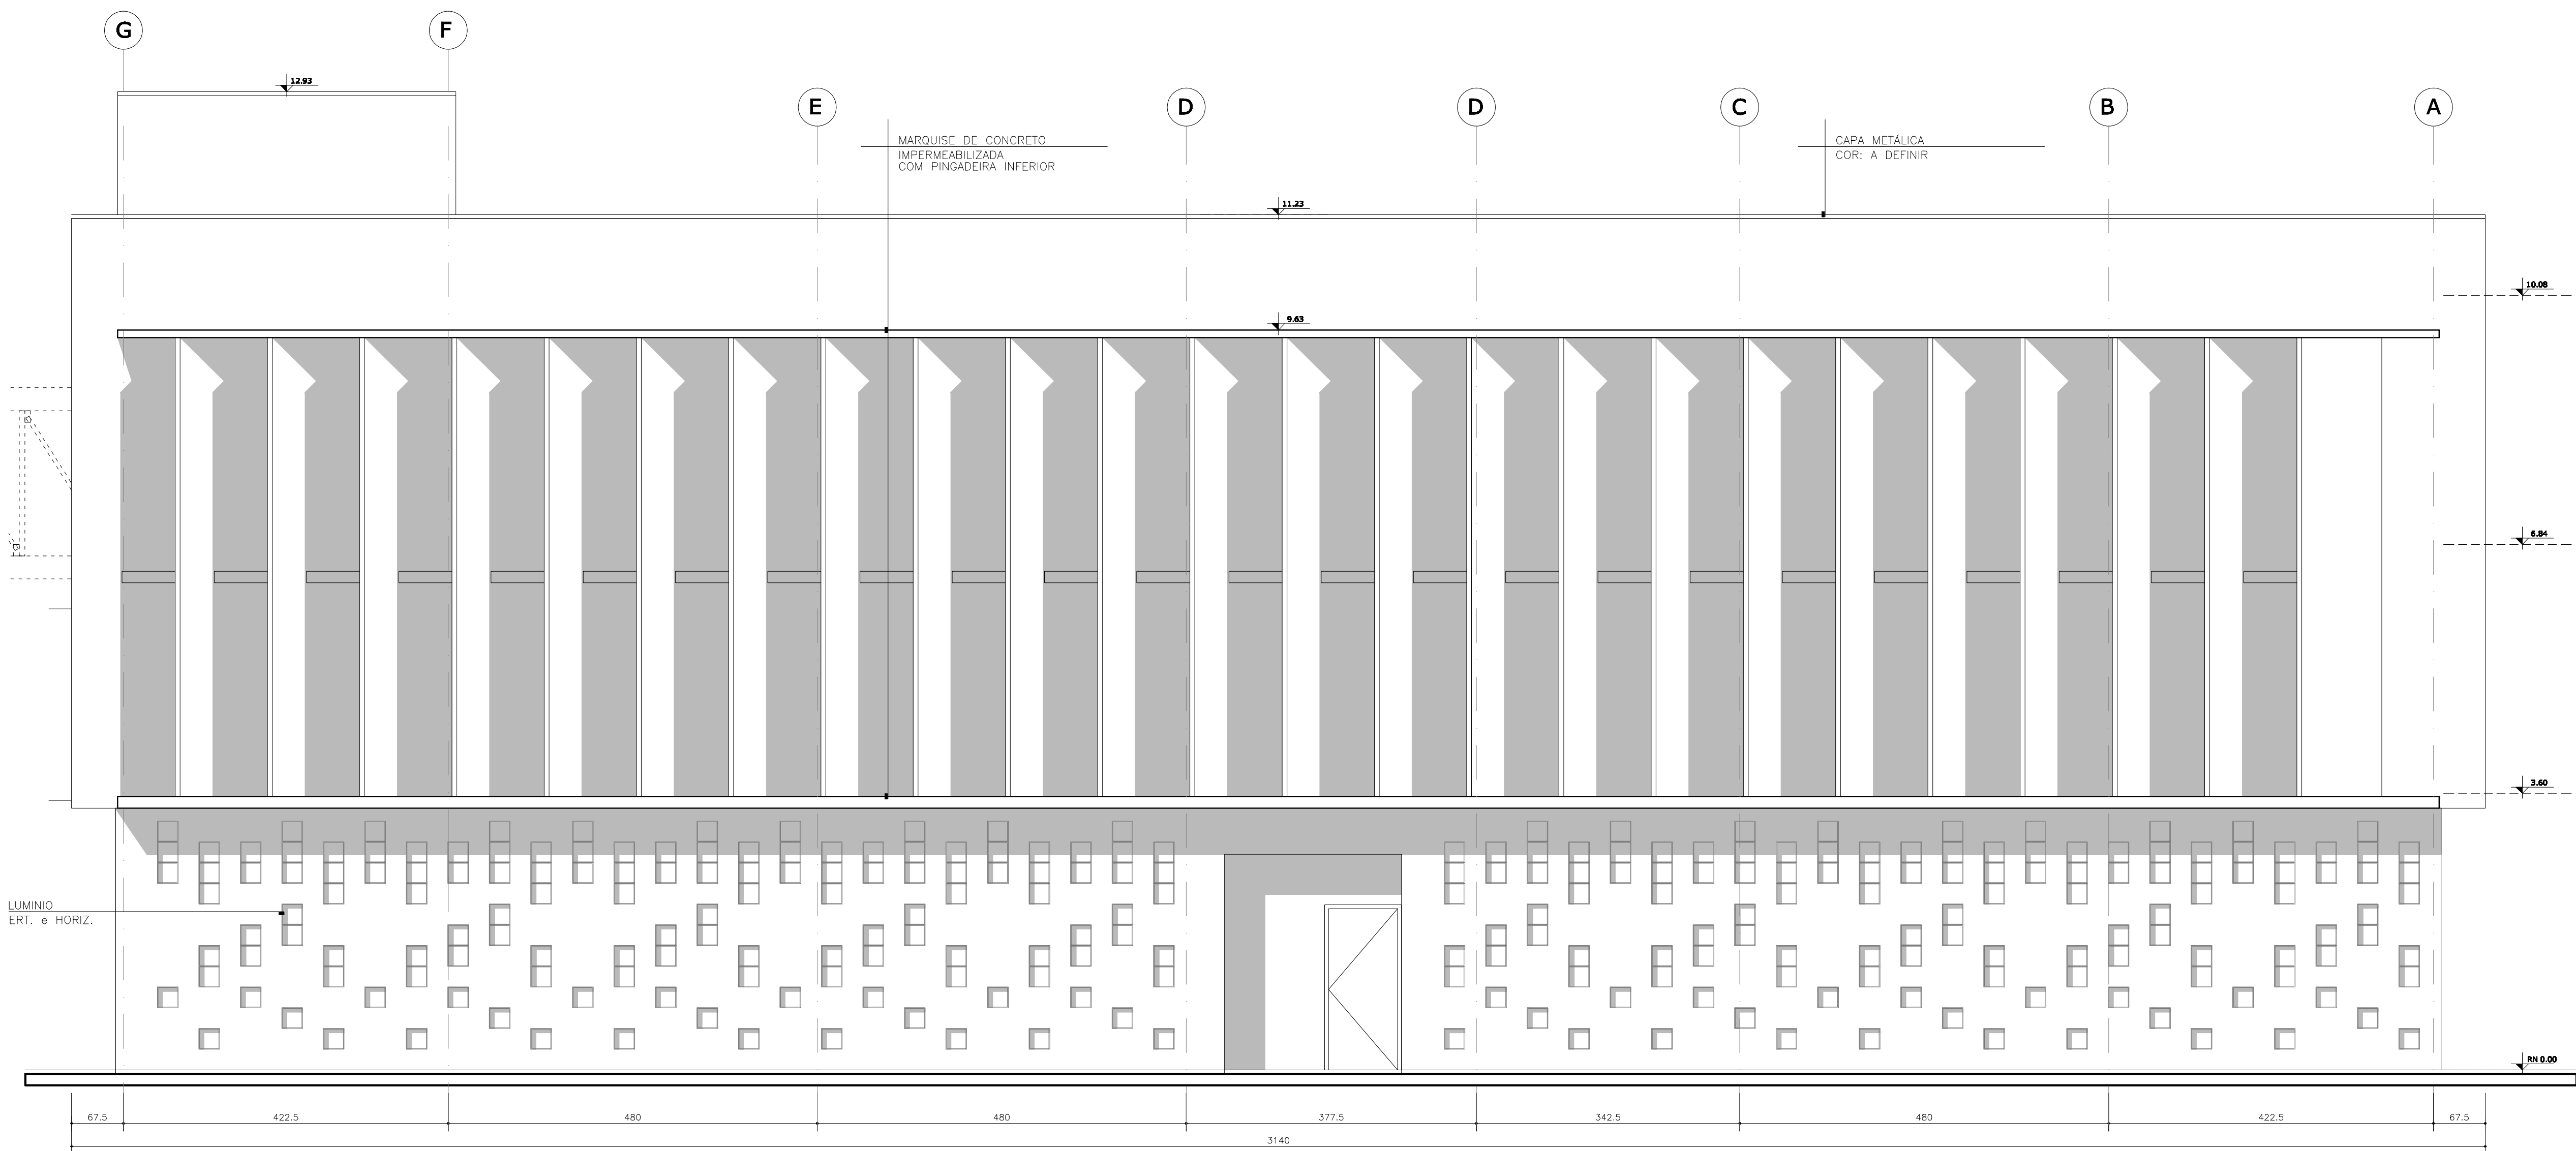 G
F
12.93
E
D
D
C
B
A
MARQUISE DE CONCRETO
IMPERMEABILIZADA
COM PINGADEIRA INFERIOR
CAPA METÁLICA
COR: A DEFINIR
11.23
10.08
9.63
6.84
3.60
LUMINIO
ERT. e HORIZ.
RN 0.00
67.5
422.5
480
480
377.5
342.5
480
422.5
67.5
3140